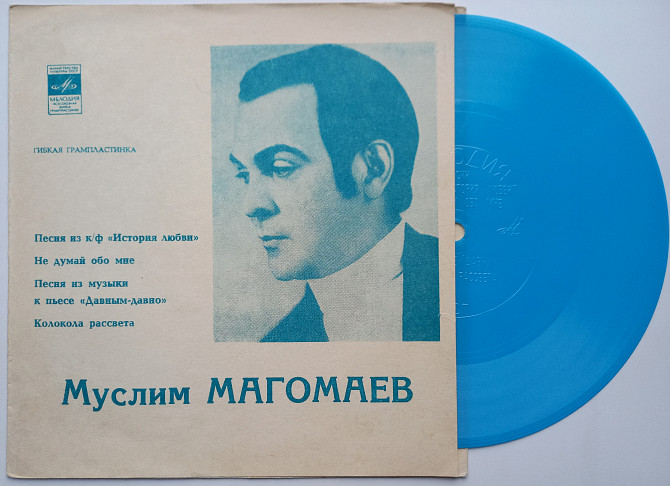 МЕЛОДИЯ
ГИБКАЯ ГРАМПЛАСТИНКА
Песня из к/ф «История любви»
Не думай обо мне
Песня из музыки
к пьесе «Давным-давно»
Колокола рассвета
Муслим МАГОМАЕВ